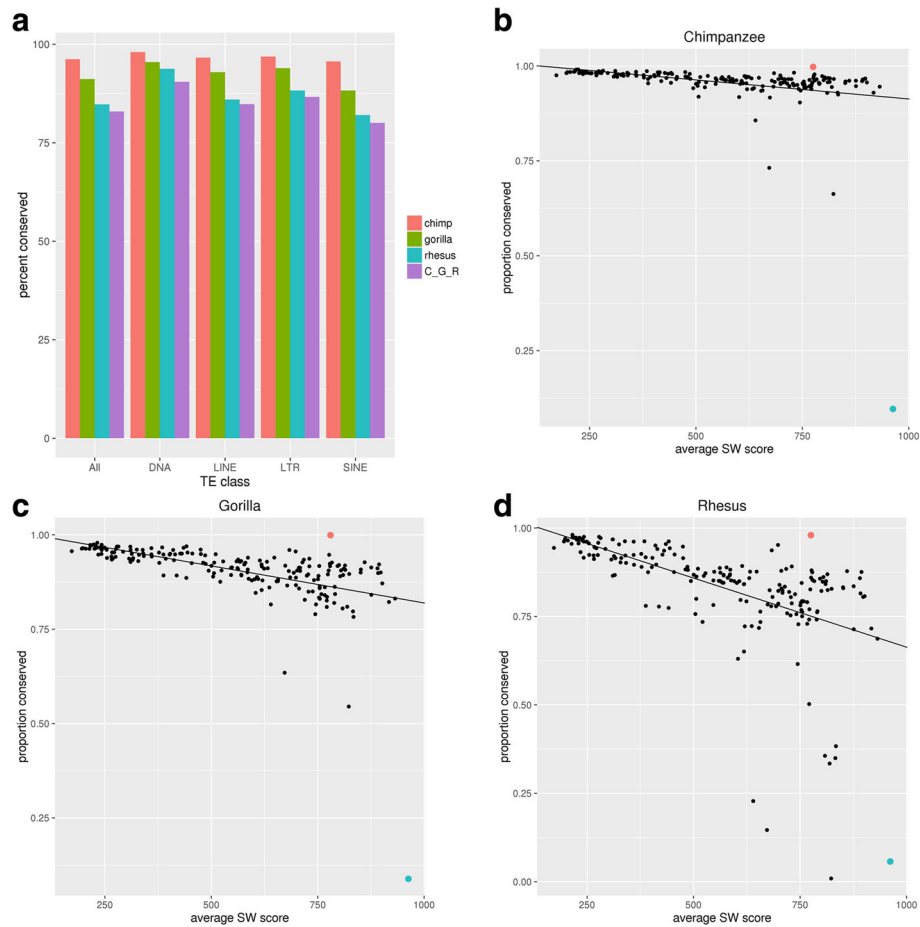 a
100
75
50
25
0
percent conserved
All DNA LINE LTR SINE
TE class
chimp
gorilla
rhesus
C_G_R
b
Chimpanzee
1.00
0.75
0.50
0.25
proportion conserved
250 500 750 1000
average SW score
c
Gorilla
1.00
0.75
0.50
0.25
proportion conserved
250 500 750 1000
average SW score
d
Rhesus
1.00
0.75
0.50
0.25
0.00
proportion conserved
250 500 750 1000
average SW score